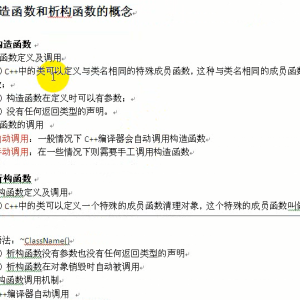 造函数和析构函数的概念
构造函数
函数定义及调用
）C++中的类可以定义与类名相同的特殊成员函数，这种与类名相同的成员函数
数；
）构造函数在定义时可以有参数；
）没有任何返回类型的声明。
函数的调用
自动调用：一般情况下 C++编译器会自动调用构造函数
手动调用：在一些情况下则需要手工调用构造函数
析构函数
构函数定义及调用
）C++中的类可以定义一个特殊的成员函数清理对象，这个特殊的成员函数叫做
语法：~ClassName()
）析构函数没有参数也没有任何返回类型的声明
）析构函数在对象销毁时自动被调用
构函数调用机制
C++编译器自动调用